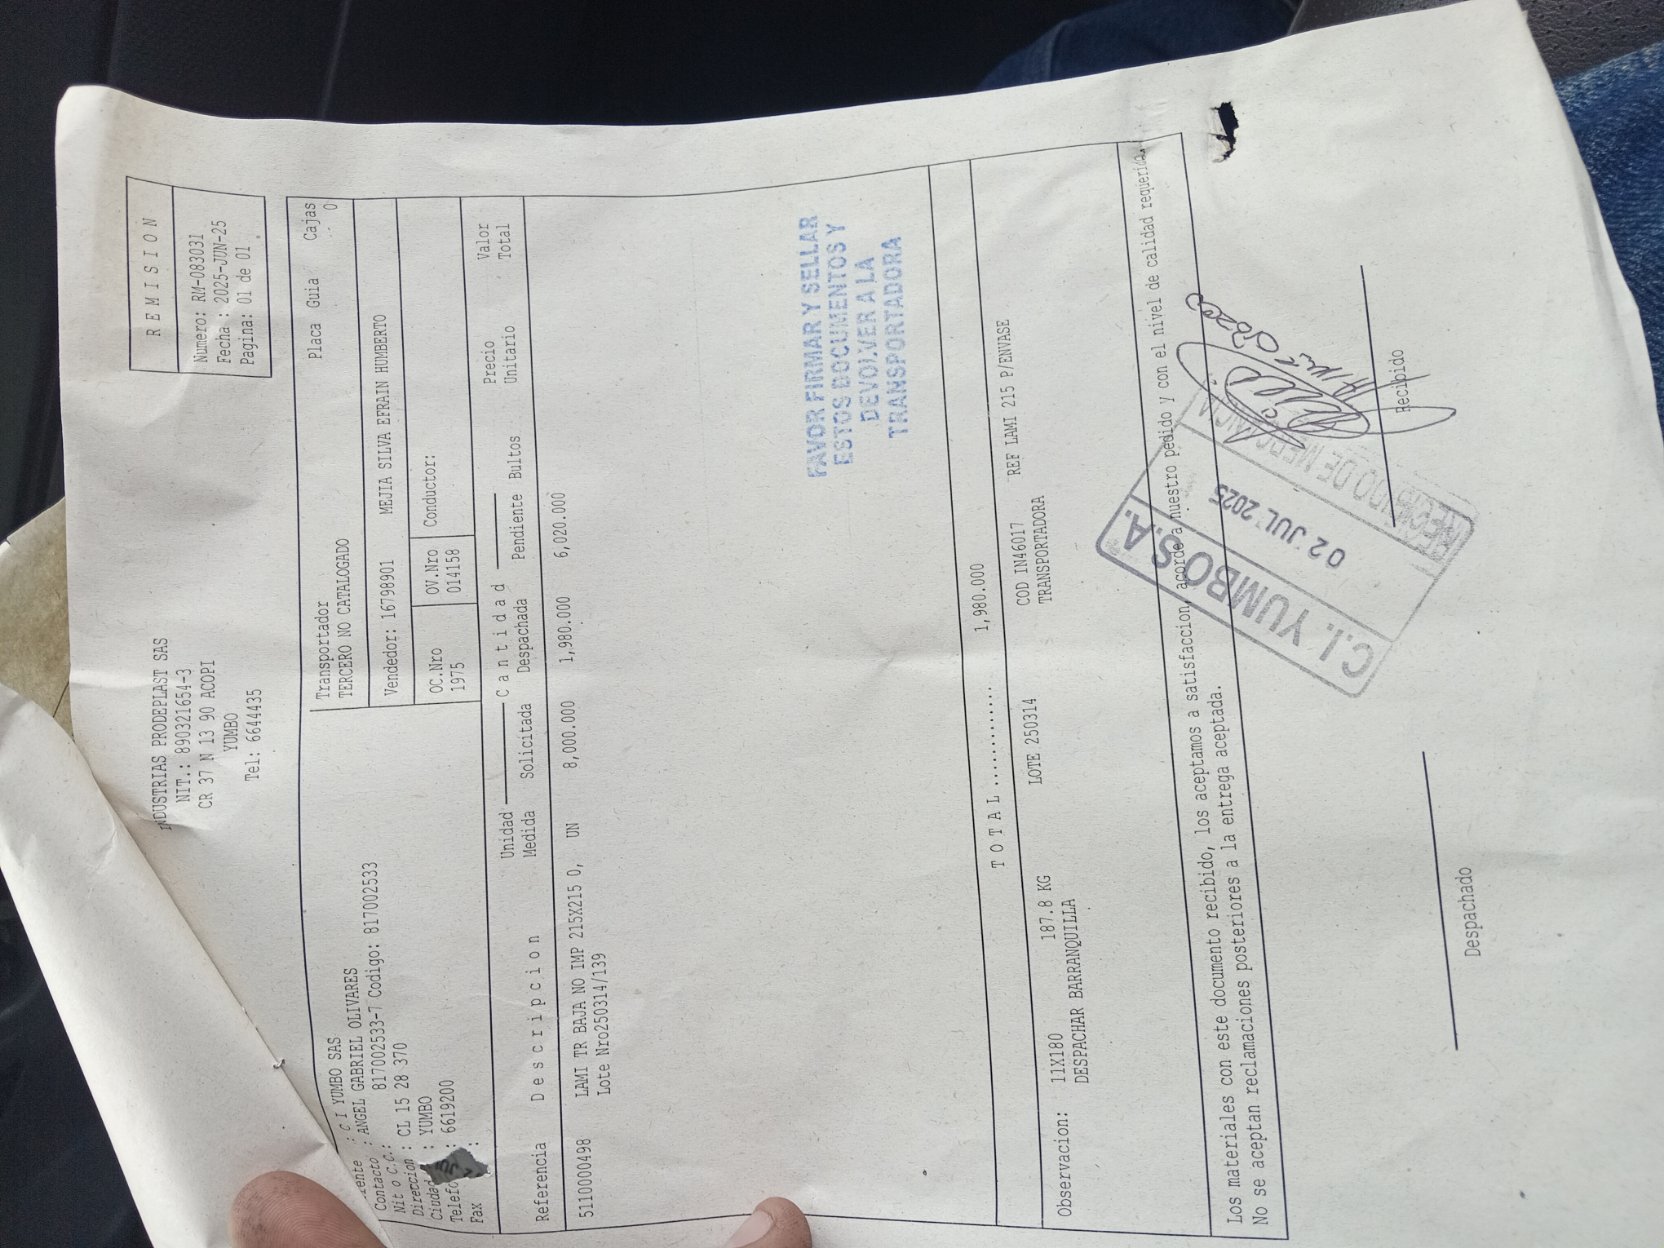 INDUSTRIAS PRODEPLAST SAS
NIT.: 890321654-3
CR 37 N 13 90 ACOPI
YUMBO
Tel: 6644435
R E M I S I O N
Numero: RM-083031
Fecha : 2025-JUN-25
Pagina: 01 de 01
: C I YUMBO SAS
Contacto : ANGEL GABRIEL OLIVARES
Nit o C.C.: 817002533-7 Codigo: 817002533
Direccion : CL 15 28 370
Ciudad : YUMBO
: 6619200
Fax :
Transportador Placa Guia Cajas
TERCERO NO CATALOGADO 0
Vendedor: 16798901 MEJIA SILVA EFRAIN HUMBERTO
OC.Nro OV.Nro Conductor:
1975 014158
Unidad C a n t i d a d Precio Valor
Referencia D e s c r i p c i o n Medida Solicitada Despachada Pendiente Bultos Unitario Total
5110000498 LAMI TR BAJA NO IMP 215X215 0, UN 8,000.000 1,980.000 6,020.000
Lote Nro250314/139
FAVOR FIRMAR Y SELLAR
ESTOS DOCUMENTOS Y
DEVOLVER A LA
TRANSPORTADORA
T O T A L ............ 1,980.000
Observacion: 11X180 187.8 KG LOTE 250314 COD IN46017 REF LAMI 215 P/ENVASE
DESPACHAR BARRANQUILLA TRANSPORTADORA
Los materiales con este documento recibido, los aceptamos a satisfaccion, acorde a nuestro pedido y con el nivel de calidad requerida.
No se aceptan reclamaciones posteriores a la entrega aceptada.
C.I. YUMBO S.A.
02 JUL 2025
RECIBIDO DE MERCANCIA
Despachado
Recibido